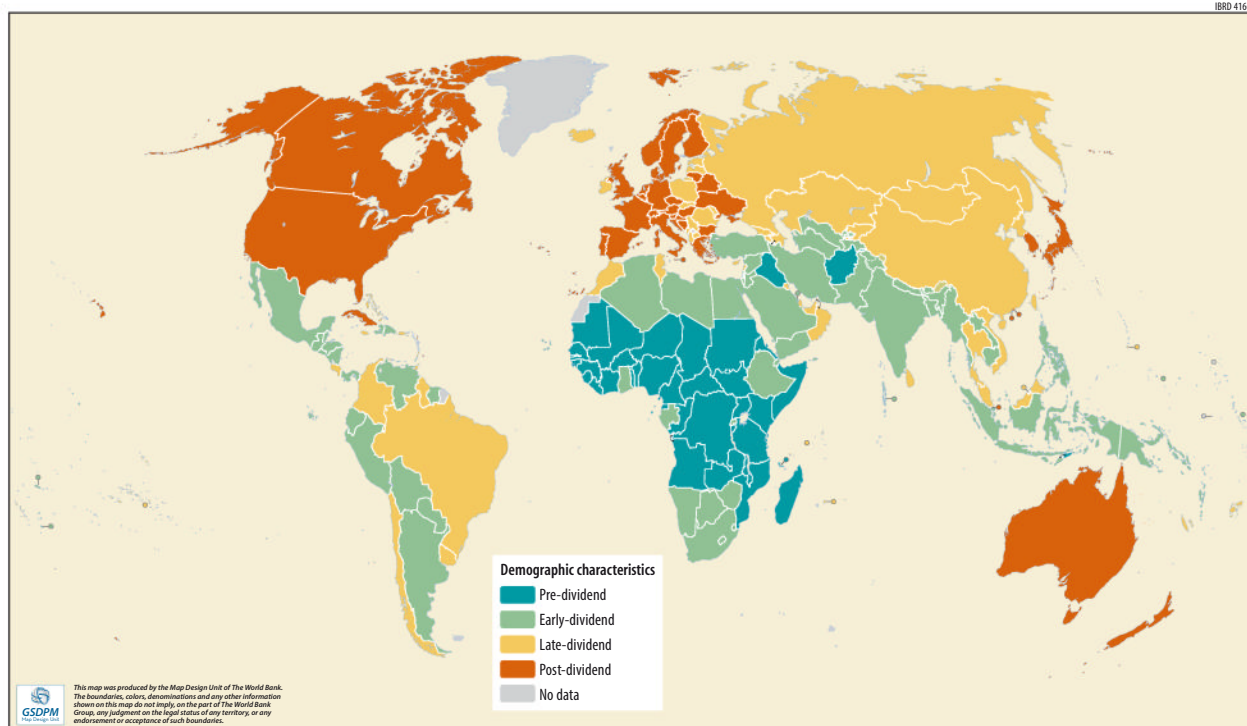 IBRD 416
Demographic characteristics
Pre-dividend
Early-dividend
Late-dividend
Post-dividend
No data
GSDPM
Map Design Unit
This map was produced by the Map Design Unit of The World Bank.
The boundaries, colors, denominations and any other information
shown on this map do not imply, on the part of The World Bank
Group, any judgment on the legal status of any territory, or any
endorsement or acceptance of such boundaries.